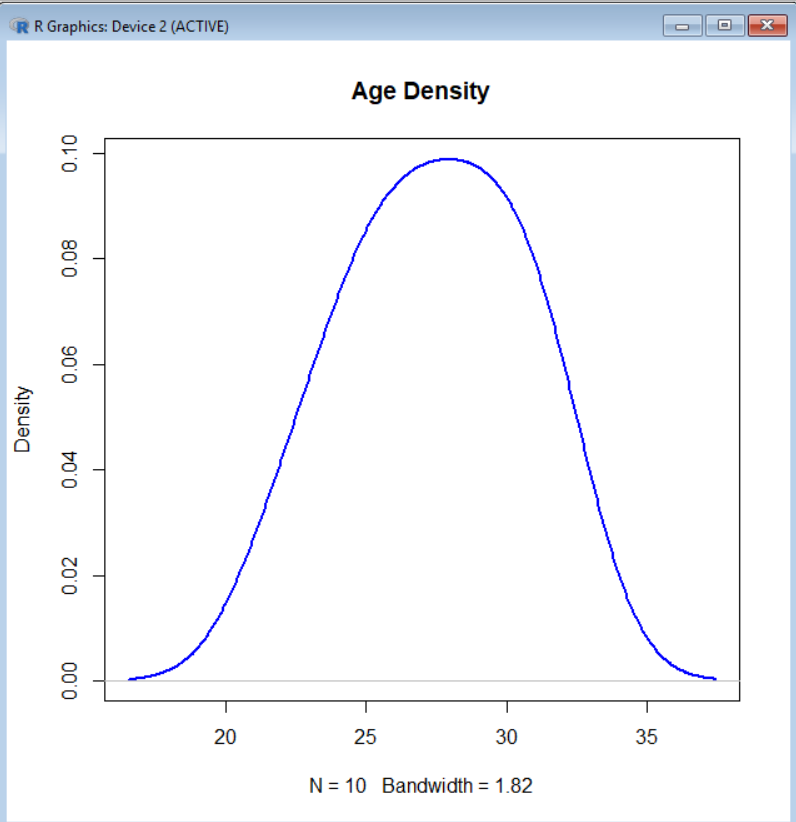 R Graphics: Device 2 (ACTIVE)
Age Density
0.10
0.08
0.06
0.04
0.02
0.00
Density
20 25 30 35
N = 10 Bandwidth = 1.82